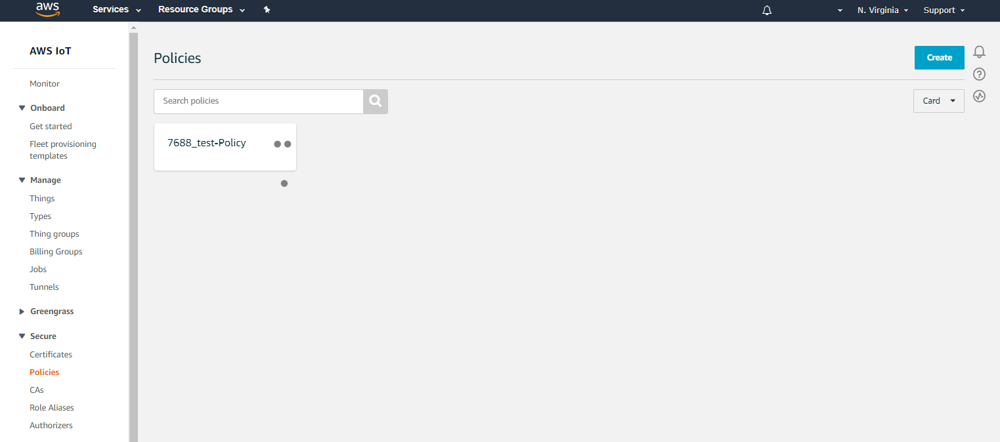 aws
Services
Resource Groups
N. Virginia
Support
AWS IoT
Monitor
Onboard
Get started
Fleet provisioning
templates
Manage
Things
Types
Thing groups
Billing Groups
Jobs
Tunnels
Greengrass
Secure
Certificates
Policies
CAs
Role Aliases
Authorizers
Policies
Create
Search policies
Card
7688_test-Policy